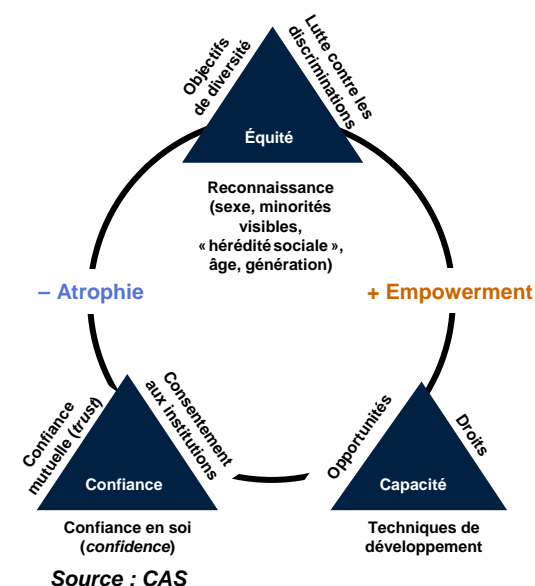 Objectifs
de diversité
Lutte contre les
discriminations
Équité
Reconnaissance
(sexe, minorités
visibles,
« hérédité sociale »,
âge, génération)
– Atrophie
+ Empowerment
Confiance
mutuelle (trust)
Consentement
aux institutions
Confiance
Confiance en soi
(confidence)
Opportunités
Droits
Capacité
Techniques de
développement
Source : CAS